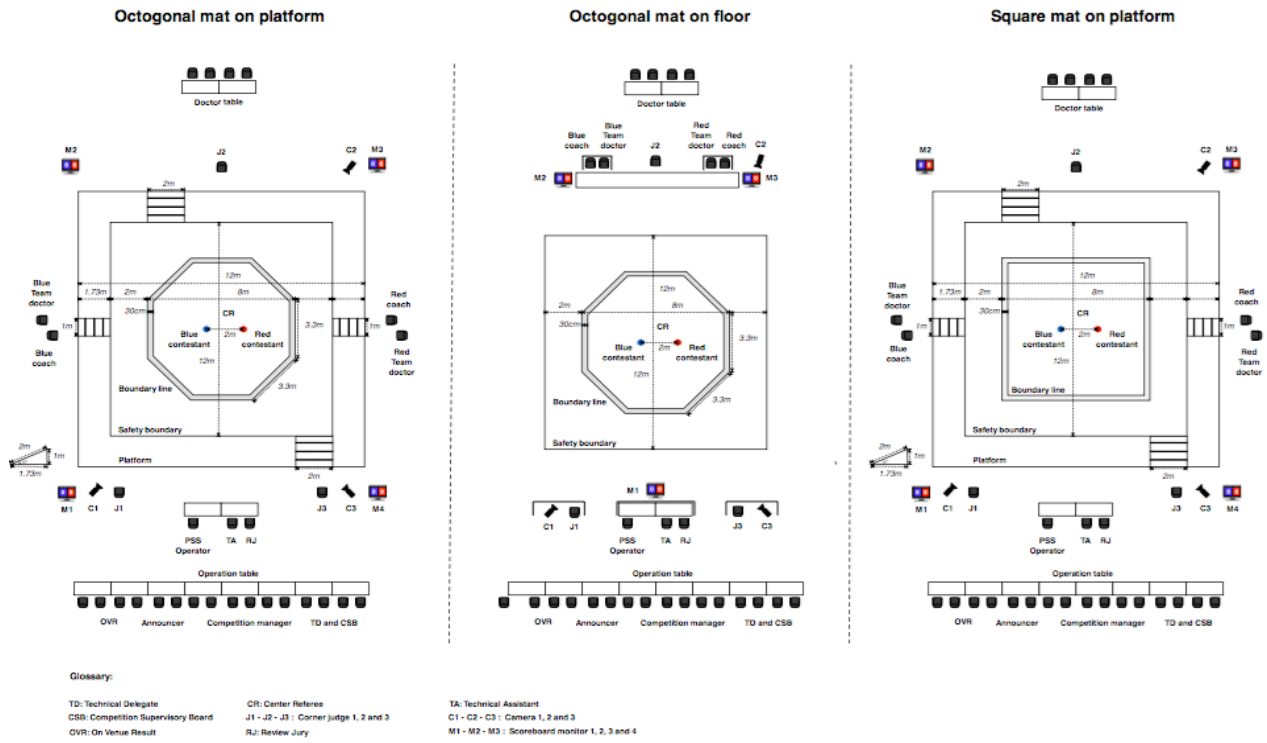 Octogonal mat on platform
Doctor table
M2
J2
C2
M3
2m
12m
1.73m
2m
8m
30cm
CR
3.3m
Blue
Team
doctor
1m
Blue
coach
Blue
contestant
2m
Red
contestant
12m
1m
Red
coach
Red
Team
doctor
3.3m
Boundary line
Safety boundary
Platform
2m
1m
1.73m
2m
M1
C1
J1
J3
C3
M4
PSS
Operator
TA
RJ
Operation table
OVR
Announcer
Competition manager
TD and CSB
Octogonal mat on floor
Doctor table
Blue
coach
Blue
Team
doctor
J2
Red
Team
doctor
Red
coach
C2
M2
M3
12m
2m
8m
30cm
CR
3.3m
Blue
contestant
2m
Red
contestant
12m
3.3m
Boundary line
Safety boundary
M1
C1
J1
J3
C3
PSS
Operator
TA
RJ
Operation table
OVR
Announcer
Competition manager
TD and CSB
Square mat on platform
Doctor table
M2
J2
C2
M3
2m
12m
1.73m
2m
8m
30cm
CR
Blue Team
doctor
1m
Blue
coach
Blue
contestant
2m
Red
contestant
12m
1m
Red
coach
Red
Team
doctor
Boundary line
Safety boundary
Platform
2m
1m
1.73m
2m
M1
C1
J1
J3
C3
M4
PSS
Operator
TA
RJ
Operation table
OVR
Announcer
Competition manager
TD and CSB
Glossary:
TD: Technical Delegate
CSB: Competition Supervisory Board
OVR: On Venue Result
CR: Center Referee
J1 - J2 - J3 : Corner judge 1, 2 and 3
RJ: Review Jury
TA: Technical Assistant
C1 - C2 - C3 : Camera 1, 2 and 3
M1 - M2 - M3 : Scoreboard monitor 1, 2, 3 and 4